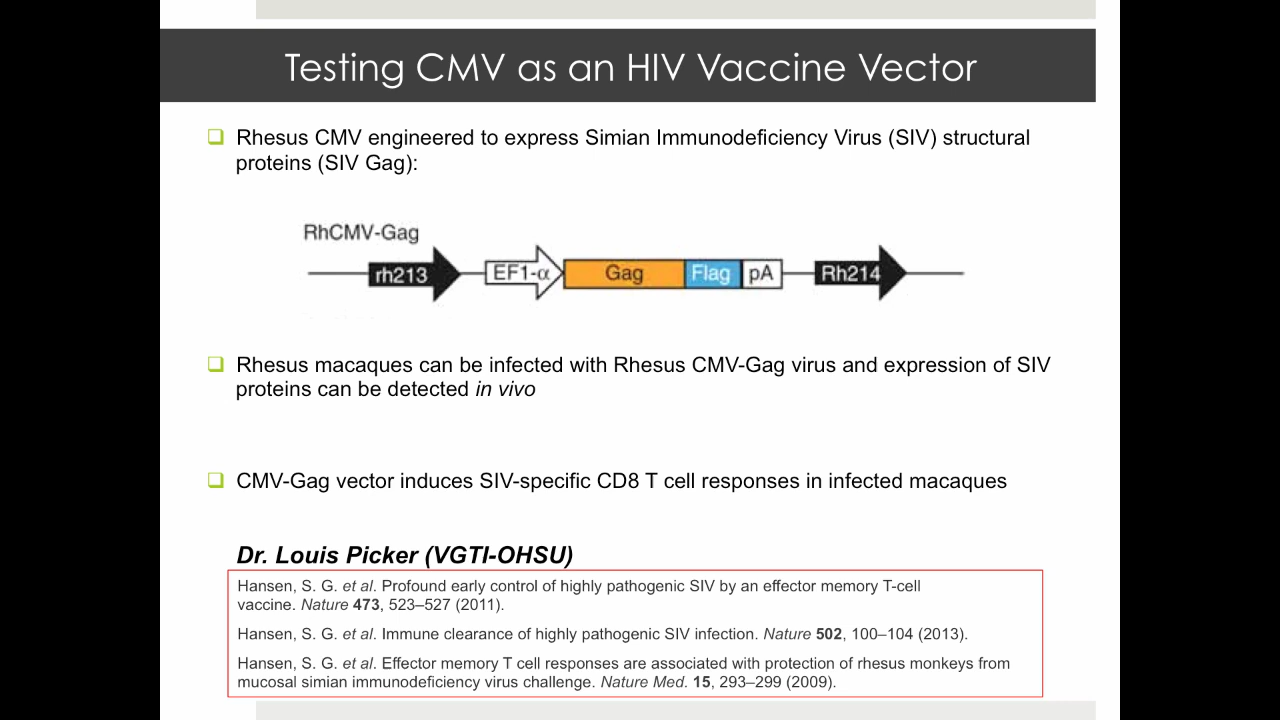 Testing CMV as an HIV Vaccine Vector
Rhesus CMV engineered to express Simian Immunodeficiency Virus (SIV) structural
proteins (SIV Gag):
RhCMV-Gag
rh213 EF1-α Gag Flag pA Rh214
Rhesus macaques can be infected with Rhesus CMV-Gag virus and expression of SIV
proteins can be detected in vivo
CMV-Gag vector induces SIV-specific CD8 T cell responses in infected macaques
Dr. Louis Picker (VGTI-OHSU)
Hansen, S. G. et al. Profound early control of highly pathogenic SIV by an effector memory T-cell
vaccine. Nature 473, 523–527 (2011).
Hansen, S. G. et al. Immune clearance of highly pathogenic SIV infection. Nature 502, 100–104 (2013).
Hansen, S. G. et al. Effector memory T cell responses are associated with protection of rhesus monkeys from
mucosal simian immunodeficiency virus challenge. Nature Med. 15, 293–299 (2009).